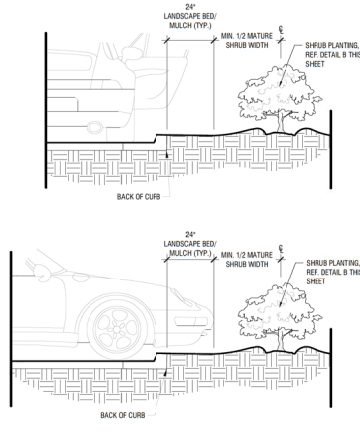 24"
LANDSCAPE BED/
MULCH (TYP.)
MIN. 1/2 MATURE
SHRUB WIDTH
℄
SHRUB PLANTING,
REF. DETAIL B THIS
SHEET
BACK OF CURB
24"
LANDSCAPE BED/
MULCH (TYP.)
MIN. 1/2 MATURE
SHRUB WIDTH
℄
SHRUB PLANTING,
REF. DETAIL B THIS
SHEET
BACK OF CURB